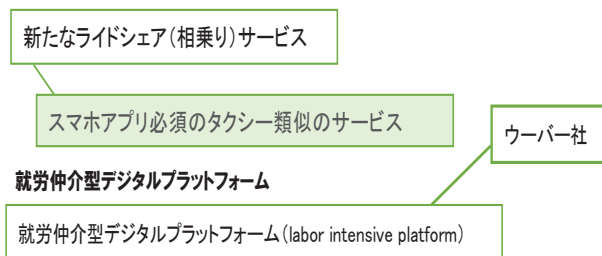 新たなライドシェア（相乗り）サービス
スマホアプリ必須のタクシー類似のサービス
ウーバー社
就労仲介型デジタルプラットフォーム
就労仲介型デジタルプラットフォーム（labor intensive platform）